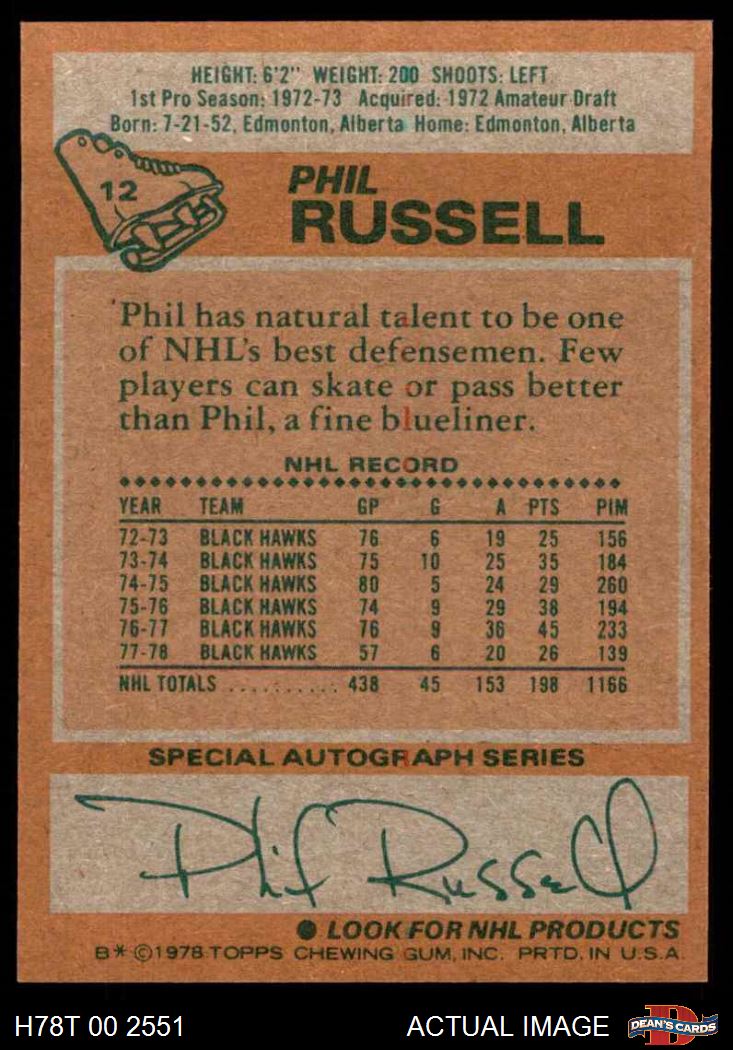 HEIGHT: 6'2" WEIGHT: 200 SHOOTS: LEFT
1st Pro Season: 1972-73 Acquired: 1972 Amateur Draft
Born: 7-21-52, Edmonton, Alberta Home: Edmonton, Alberta
12
PHIL
RUSSELL
Phil has natural talent to be one
of NHL's best defensemen. Few
players can skate or pass better
than Phil, a fine blueliner.
NHL RECORD
YEAR TEAM GP G A PTS PIM
72-73 BLACK HAWKS 76 6 19 25 156
73-74 BLACK HAWKS 75 10 25 35 184
74-75 BLACK HAWKS 80 5 24 29 260
75-76 BLACK HAWKS 74 9 29 38 194
76-77 BLACK HAWKS 76 9 36 45 233
77-78 BLACK HAWKS 57 6 20 26 139
NHL TOTALS .......... 438 45 153 198 1166
SPECIAL AUTOGRAPH SERIES
Phil Russell
● LOOK FOR NHL PRODUCTS
B* ©1978 TOPPS CHEWING GUM, INC. PRTD. IN U.S.A.
H78T 00 2551 ACTUAL IMAGE D DEAN'S CARDS